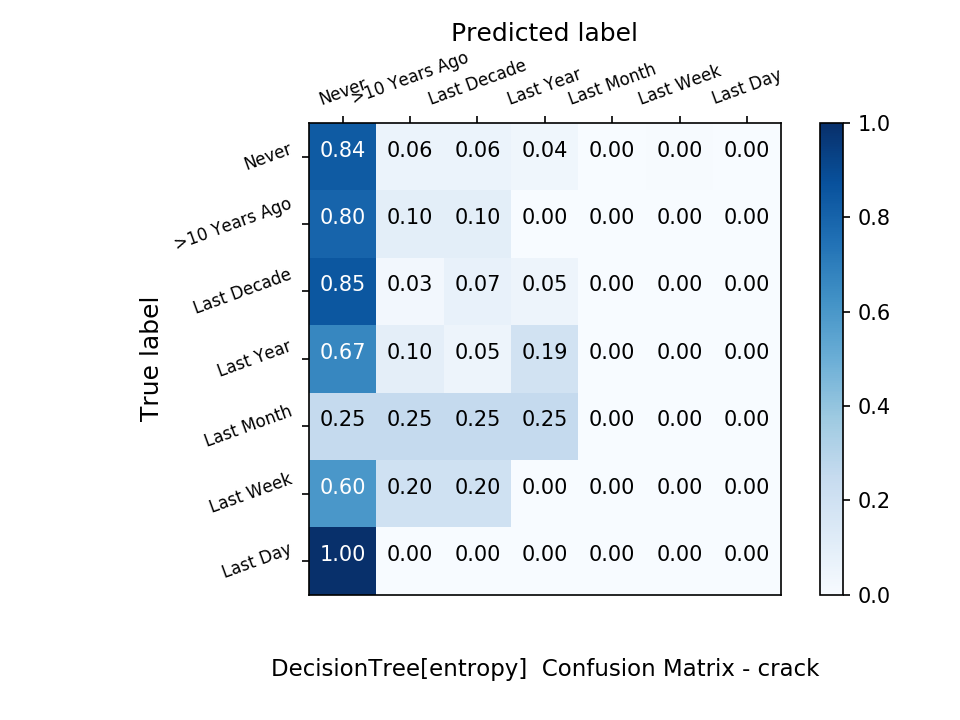 Predicted label
Never
>10 Years Ago
Last Decade
Last Year
Last Month
Last Week
Last Day
1.0
Never 0.84 0.06 0.06 0.04 0.00 0.00 0.00
>10 Years Ago 0.80 0.10 0.10 0.00 0.00 0.00 0.00
0.8
Last Decade 0.85 0.03 0.07 0.05 0.00 0.00 0.00
0.6
True label
Last Year 0.67 0.10 0.05 0.19 0.00 0.00 0.00
0.4
Last Month 0.25 0.25 0.25 0.25 0.00 0.00 0.00
Last Week 0.60 0.20 0.20 0.00 0.00 0.00 0.00
0.2
Last Day 1.00 0.00 0.00 0.00 0.00 0.00 0.00
0.0
DecisionTree[entropy] Confusion Matrix - crack